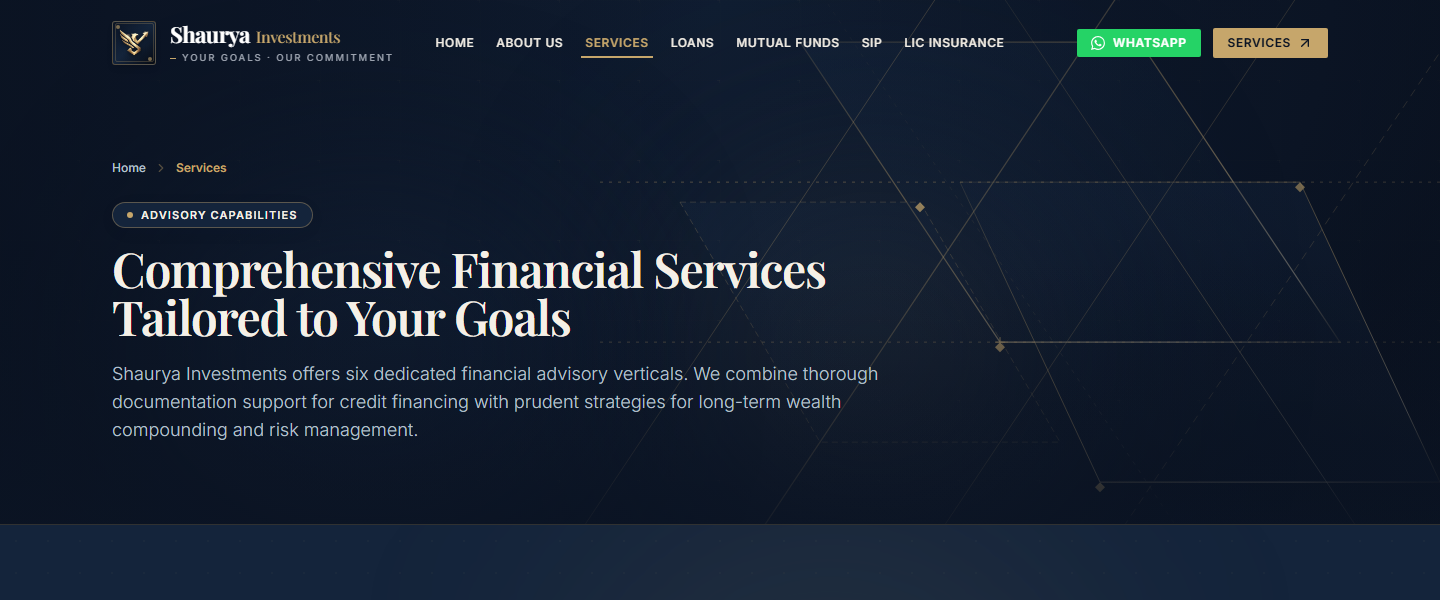 Shaurya Investments
YOUR GOALS · OUR COMMITMENT
HOME ABOUT US SERVICES LOANS MUTUAL FUNDS SIP LIC INSURANCE
WHATSAPP
SERVICES
Home > Services
ADVISORY CAPABILITIES
Comprehensive Financial Services
Tailored to Your Goals
Shaurya Investments offers six dedicated financial advisory verticals. We combine thorough
documentation support for credit financing with prudent strategies for long-term wealth
compounding and risk management.